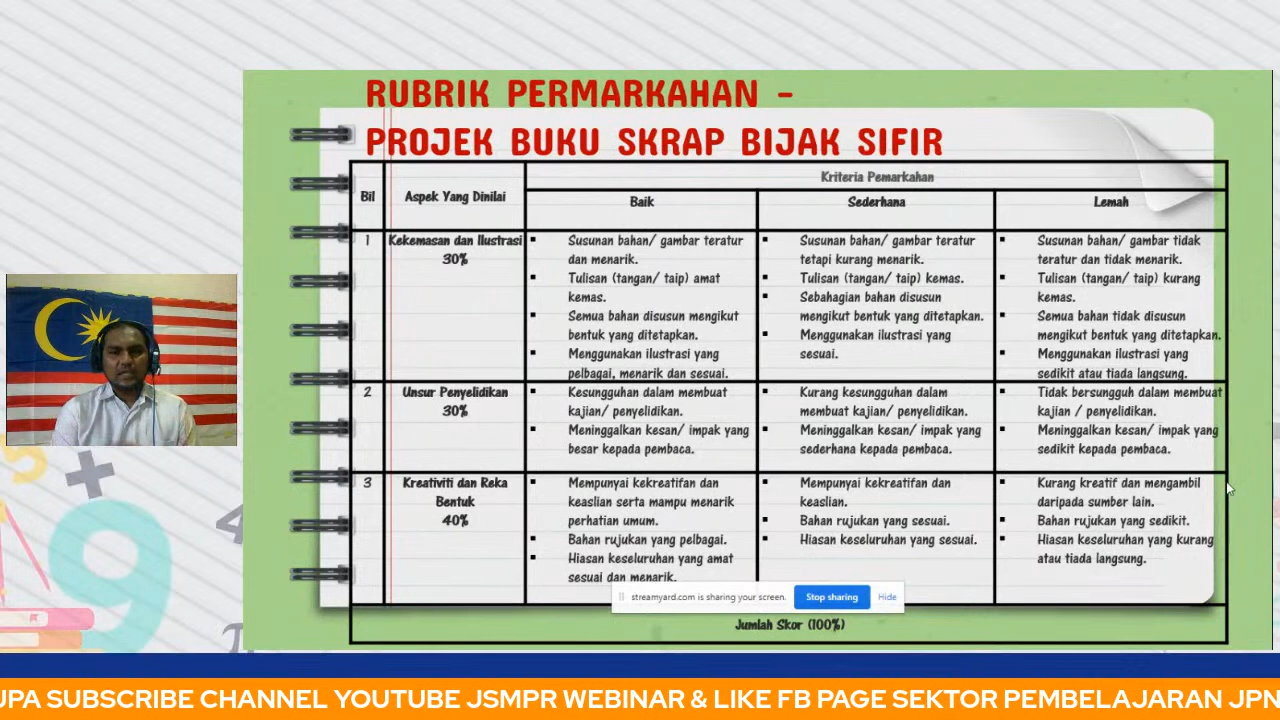 RUBRIK PERMARKAHAN -
PROJEK BUKU SKRAP BIJAK SIFIR
Bil
Aspek Yang Dinilai
Kriteria Pemarkahan
Baik
Sederhana
Lemah
1
Kekemasan dan Ilustrasi
30%
▪ Susunan bahan/ gambar teratur
dan menarik.
▪ Tulisan (tangan/ taip) amat
kemas.
▪ Semua bahan disusun mengikut
bentuk yang ditetapkan.
▪ Menggunakan ilustrasi yang
pelbagai, menarik dan sesuai.
▪ Susunan bahan/ gambar teratur
tetapi kurang menarik.
▪ Tulisan (tangan/ taip) kemas.
▪ Sebahagian bahan disusun
mengikut bentuk yang ditetapkan.
▪ Menggunakan ilustrasi yang
sesuai.
▪ Susunan bahan/ gambar tidak
teratur dan tidak menarik.
▪ Tulisan (tangan/ taip) kurang
kemas.
▪ Semua bahan tidak disusun
mengikut bentuk yang ditetapkan.
▪ Menggunakan ilustrasi yang
sedikit atau tiada langsung.
2
Unsur Penyelidikan
30%
▪ Kesungguhan dalam membuat
kajian/ penyelidikan.
▪ Meninggalkan kesan/ impak yang
besar kepada pembaca.
▪ Kurang kesungguhan dalam
membuat kajian/ penyelidikan.
▪ Meninggalkan kesan/ impak yang
sederhana kepada pembaca.
▪ Tidak bersungguh dalam membuat
kajian / penyelidikan.
▪ Meninggalkan kesan/ impak yang
sedikit kepada pembaca.
3
Kreativiti dan Reka
Bentuk
40%
▪ Mempunyai kekreatifan dan
keaslian serta mampu menarik
perhatian umum.
▪ Bahan rujukan yang pelbagai.
▪ Hiasan keseluruhan yang amat
sesuai dan menarik.
▪ Mempunyai kekreatifan dan
keaslian.
▪ Bahan rujukan yang sesuai.
▪ Hiasan keseluruhan yang sesuai.
▪ Kurang kreatif dan mengambil
daripada sumber lain.
▪ Bahan rujukan yang sedikit.
▪ Hiasan keseluruhan yang kurang
atau tiada langsung.
streamyard.com is sharing your screen. Stop sharing Hide
Jumlah Skor (100%)
UPA SUBSCRIBE CHANNEL YOUTUBE JSMPR WEBINAR & LIKE FB PAGE SEKTOR PEMBELAJARAN JPN